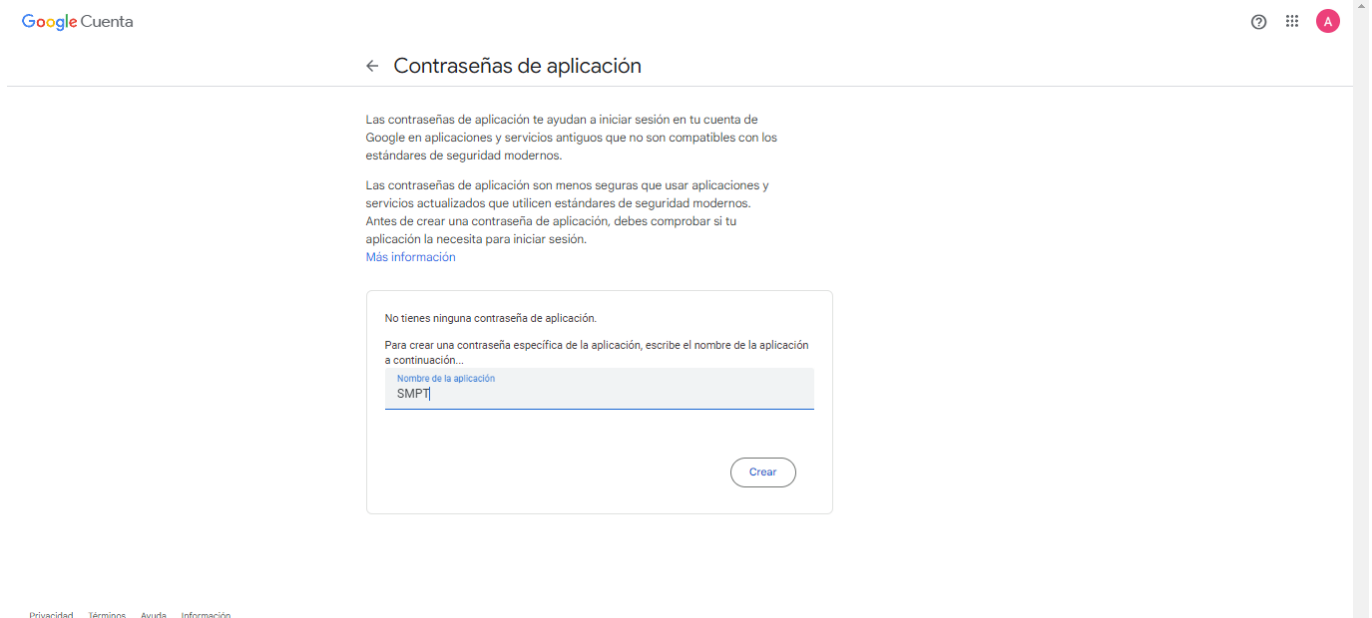 Google Cuenta
A
Contraseñas de aplicación
Las contraseñas de aplicación te ayudan a iniciar sesión en tu cuenta de
Google en aplicaciones y servicios antiguos que no son compatibles con los
estándares de seguridad modernos.
Las contraseñas de aplicación son menos seguras que usar aplicaciones y
servicios actualizados que utilicen estándares de seguridad modernos.
Antes de crear una contraseña de aplicación, debes comprobar si tu
aplicación la necesita para iniciar sesión.
Más información
No tienes ninguna contraseña de aplicación.
Para crear una contraseña específica de la aplicación, escribe el nombre de la aplicación
a continuación...
Nombre de la aplicación
SMPT
Crear
Privacidad Términos Ayuda Información